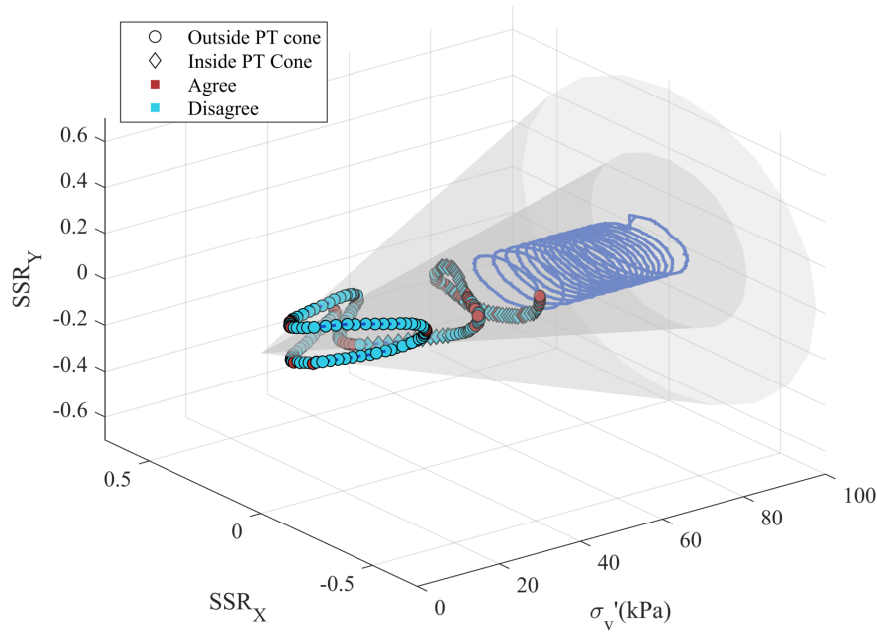 Outside PT cone
Inside PT Cone
Agree
Disagree
0.6
0.4
0.2
0
-0.2
-0.4
-0.6
SSR_Y
0.5
0
-0.5
SSR_X
0
20
40
60
80
100
σ_v'(kPa)